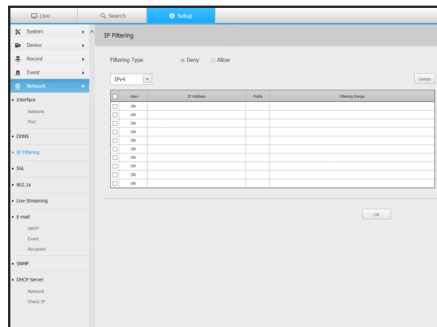 Live
Search
Setup
System
Device
Record
Event
Network
Interface
Network
Port
DDNS
IP Filtering
SSL
802.1x
Live Streaming
E-mail
SMTP
Event
Recipient
SNMP
DHCP Server
Network
Check IP
IP Filtering
Filtering Type
Deny
Allow
IPv4
Delete
Users IP Address Prefix Filtering Range
ON
ON
ON
ON
ON
ON
ON
ON
ON
ON
OK